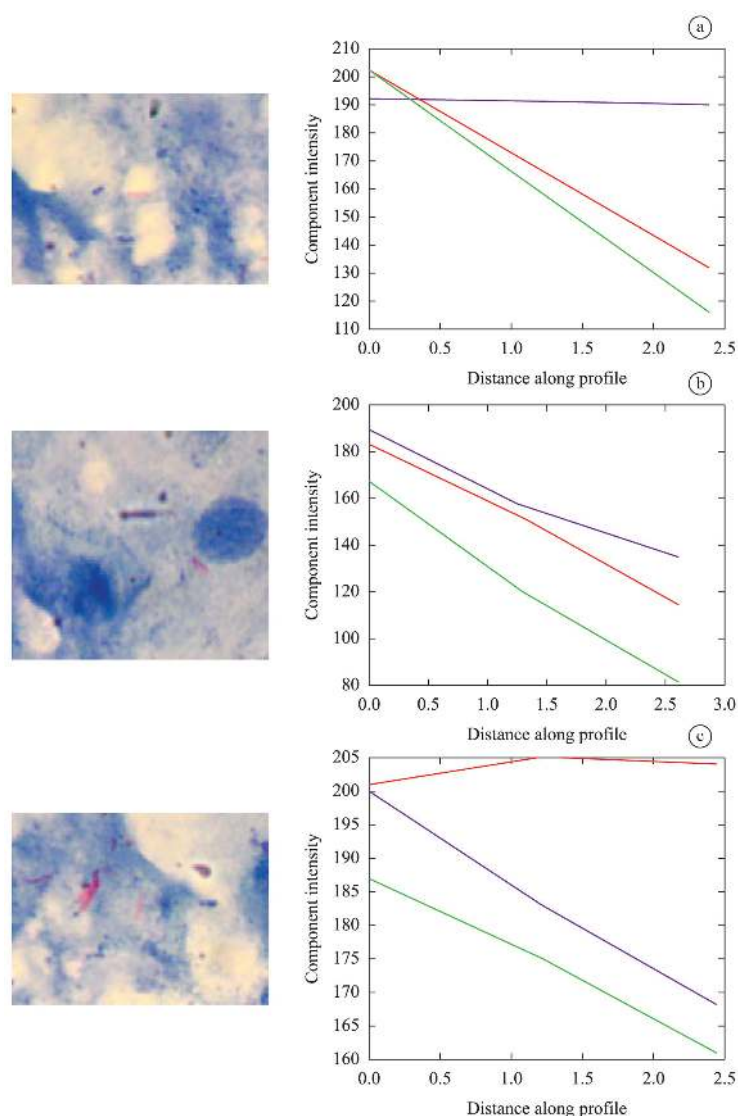 a
210
200
190
180
170
160
150
140
130
120
110
0.0 0.5 1.0 1.5 2.0 2.5
Component intensity
Distance along profile
b
200
180
160
140
120
100
80
0.0 0.5 1.0 1.5 2.0 2.5 3.0
Component intensity
Distance along profile
c
205
200
195
190
185
180
175
170
165
160
0.0 0.5 1.0 1.5 2.0 2.5
Component intensity
Distance along profile